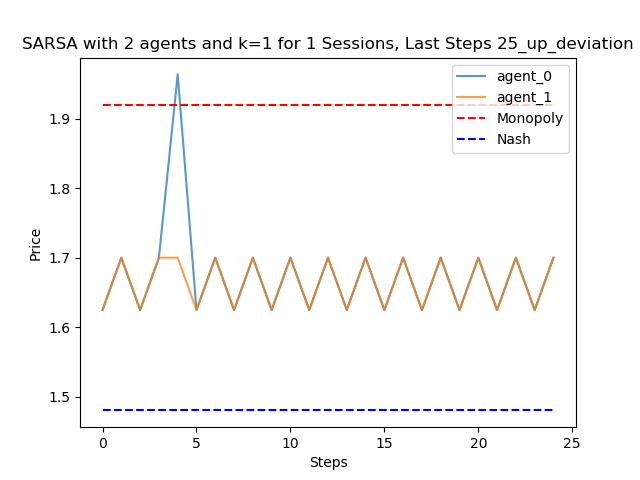 SARSA with 2 agents and k=1 for 1 Sessions, Last Steps 25_up_deviation
agent_0
agent_1
Monopoly
Nash
1.9
1.8
1.7
1.6
1.5
Price
0
5
10
15
20
25
Steps